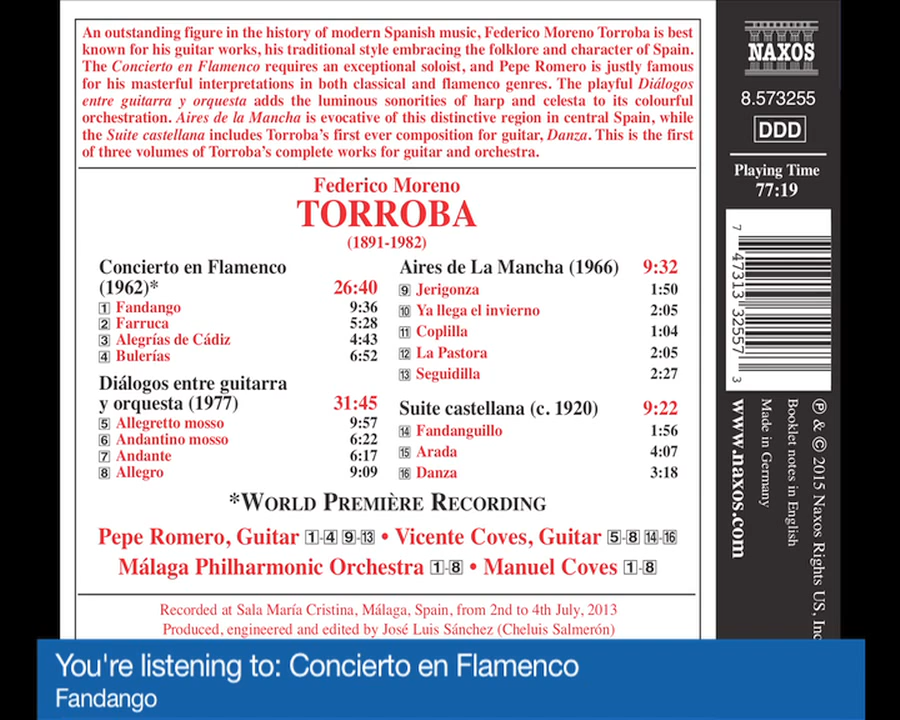 An outstanding figure in the history of modern Spanish music, Federico Moreno Torroba is best
known for his guitar works, his traditional style embracing the folklore and character of Spain.
The Concierto en Flamenco requires an exceptional soloist, and Pepe Romero is justly famous
for his masterful interpretations in both classical and flamenco genres. The playful Diálogos
entre guitarra y orquesta adds the luminous sonorities of harp and celesta to its colourful
orchestration. Aires de la Mancha is evocative of this distinctive region in central Spain, while
the Suite castellana includes Torroba's first ever composition for guitar, Danza. This is the first
of three volumes of Torroba's complete works for guitar and orchestra.
Federico Moreno
TORROBA
(1891-1982)
Concierto en Flamenco
(1962)* 26:40
1 Fandango 9:36
2 Farruca 5:28
3 Alegrías de Cádiz 4:43
4 Bulerías 6:52
Diálogos entre guitarra
y orquesta (1977) 31:45
5 Allegretto mosso 9:57
6 Andantino mosso 6:22
7 Andante 6:17
8 Allegro 9:09
Aires de La Mancha (1966) 9:32
9 Jerigonza 1:50
10 Ya llega el invierno 2:05
11 Coplilla 1:04
12 La Pastora 2:05
13 Seguidilla 2:27
Suite castellana (c. 1920) 9:22
14 Fandanguillo 1:56
15 Arada 4:07
16 Danza 3:18
*WORLD PREMIÈRE RECORDING
Pepe Romero, Guitar 1-4 9-13 • Vicente Coves, Guitar 5-8 14-16
Málaga Philharmonic Orchestra 1-8 • Manuel Coves 1-8
Recorded at Sala María Cristina, Málaga, Spain, from 2nd to 4th July, 2013
Produced, engineered and edited by José Luis Sánchez (Cheluis Salmerón)
NAXOS
8.573255
DDD
Playing Time
77:19
7 47313 32557 3
℗ & © 2015 Naxos Rights US, Inc
Booklet notes in English
Made in Germany
www.naxos.com
You're listening to: Concierto en Flamenco
Fandango